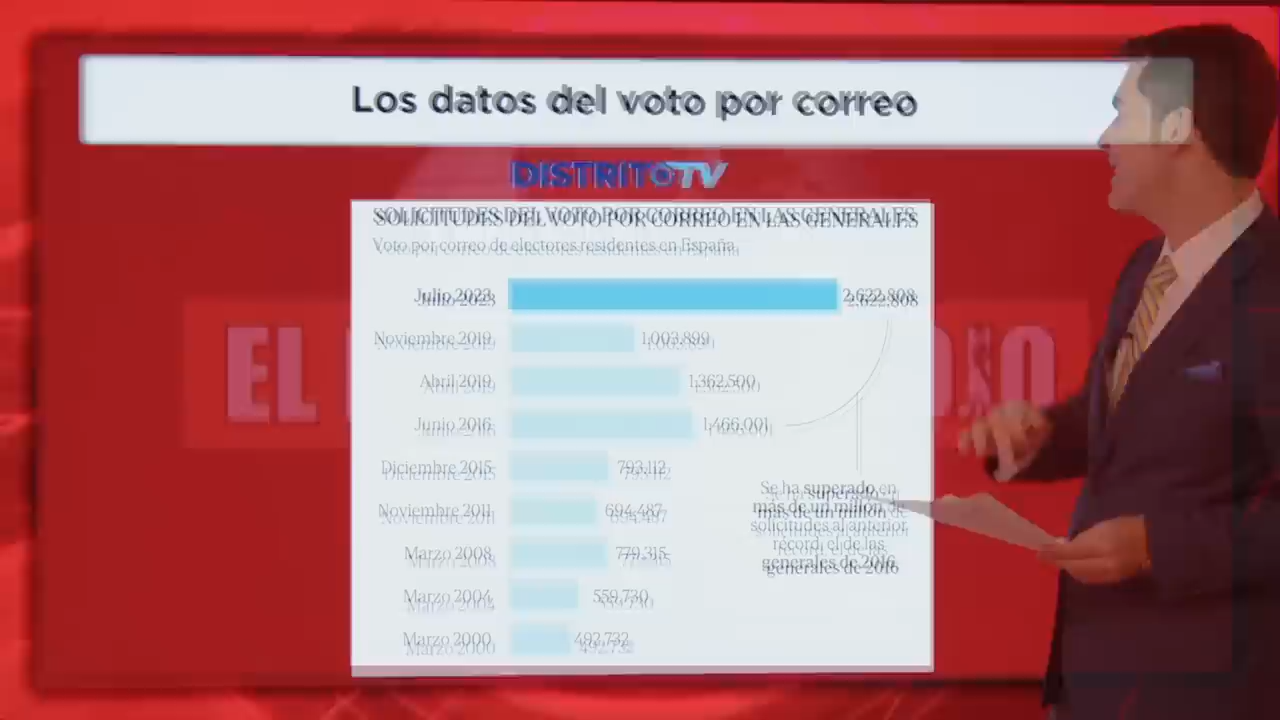 Los datos del voto por correo
DISTRITOTV
SOLICITUDES DEL VOTO POR CORREO EN LAS GENERALES
Voto por correo de electores residentes en España
Julio 2023 2.622.808
Noviembre 2019 1.003.899
Abril 2019 1.362.500
Junio 2016 1.466.001
Diciembre 2015 793.112
Noviembre 2011 694.487
Marzo 2008 779.315
Marzo 2004 559.730
Marzo 2000 492.732
Se ha superado en
más de un millón de
solicitudes al anterior
récord, el de las
generales de 2016
EL